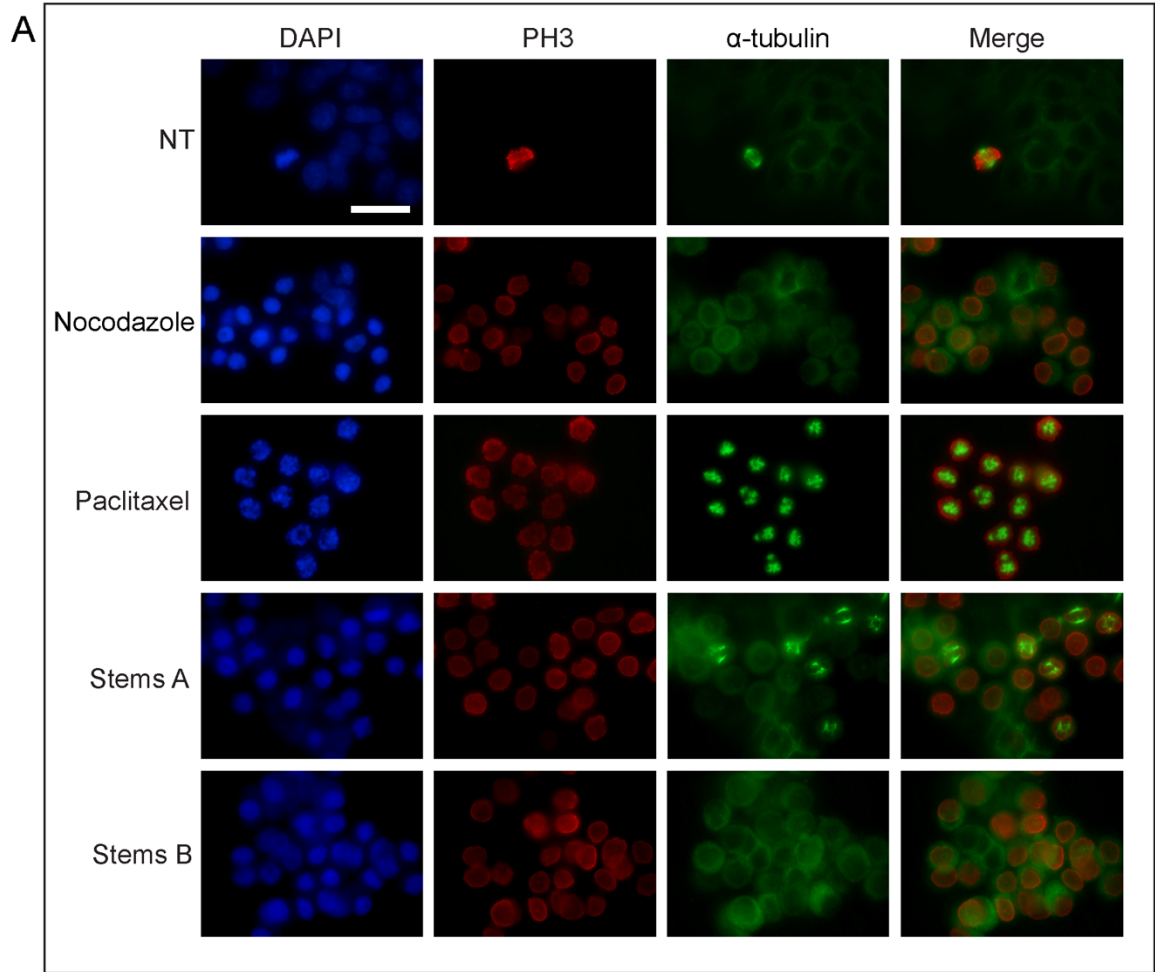 A
DAPI PH3 α-tubulin Merge
NT
Nocodazole
Paclitaxel
Stems A
Stems B